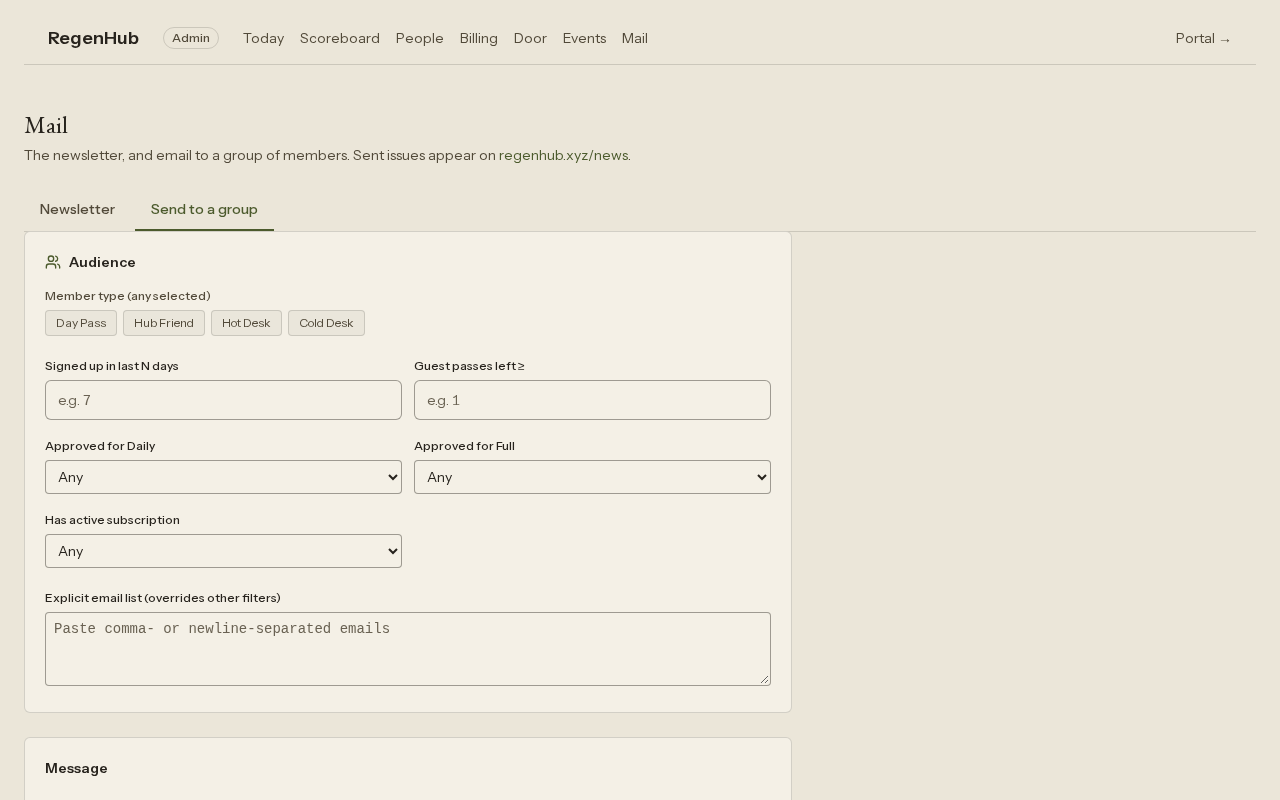 RegenHub Admin Today Scoreboard People Billing Door Events Mail Portal →
Mail
The newsletter, and email to a group of members. Sent issues appear on regenhub.xyz/news.
Newsletter Send to a group
Audience
Member type (any selected)
Day Pass Hub Friend Hot Desk Cold Desk
Signed up in last N days Guest passes left ≥
e.g. 7 e.g. 1
Approved for Daily Approved for Full
Any Any
Has active subscription
Any
Explicit email list (overrides other filters)
Paste comma- or newline-separated emails
Message